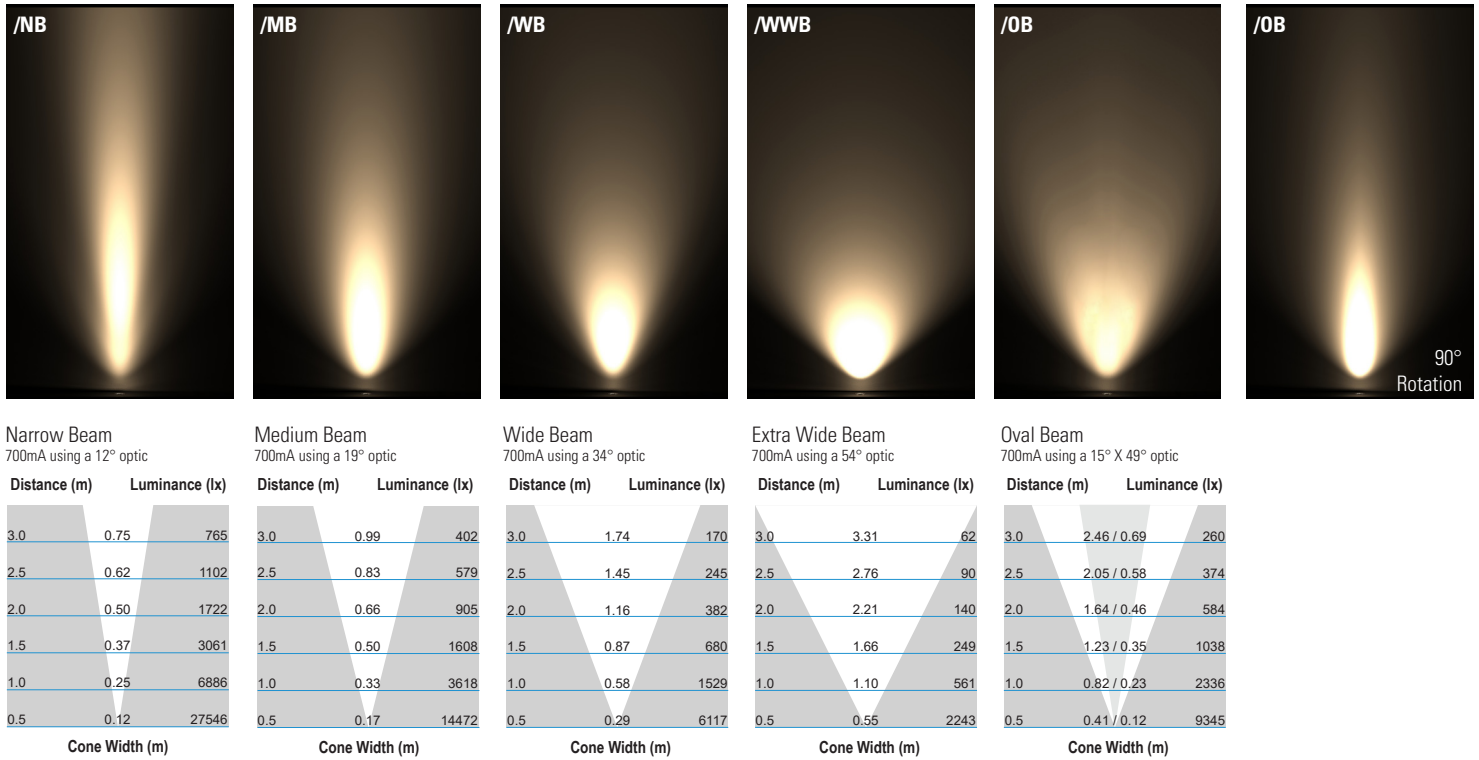 /NB
/MB
/WB
/WWB
/OB
/OB
90°
Rotation
Narrow Beam
700mA using a 12° optic
Distance (m) Luminance (lx)
3.0 0.75 765
2.5 0.62 1102
2.0 0.50 1722
1.5 0.37 3061
1.0 0.25 6886
0.5 0.12 27546
Cone Width (m)
Medium Beam
700mA using a 19° optic
Distance (m) Luminance (lx)
3.0 0.99 402
2.5 0.83 579
2.0 0.66 905
1.5 0.50 1608
1.0 0.33 3618
0.5 0.17 14472
Cone Width (m)
Wide Beam
700mA using a 34° optic
Distance (m) Luminance (lx)
3.0 1.74 170
2.5 1.45 245
2.0 1.16 382
1.5 0.87 680
1.0 0.58 1529
0.5 0.29 6117
Cone Width (m)
Extra Wide Beam
700mA using a 54° optic
Distance (m) Luminance (lx)
3.0 3.31 62
2.5 2.76 90
2.0 2.21 140
1.5 1.66 249
1.0 1.10 561
0.5 0.55 2243
Cone Width (m)
Oval Beam
700mA using a 15° X 49° optic
Distance (m) Luminance (lx)
3.0 2.46 / 0.69 260
2.5 2.05 / 0.58 374
2.0 1.64 / 0.46 584
1.5 1.23 / 0.35 1038
1.0 0.82 / 0.23 2336
0.5 0.41 / 0.12 9345
Cone Width (m)